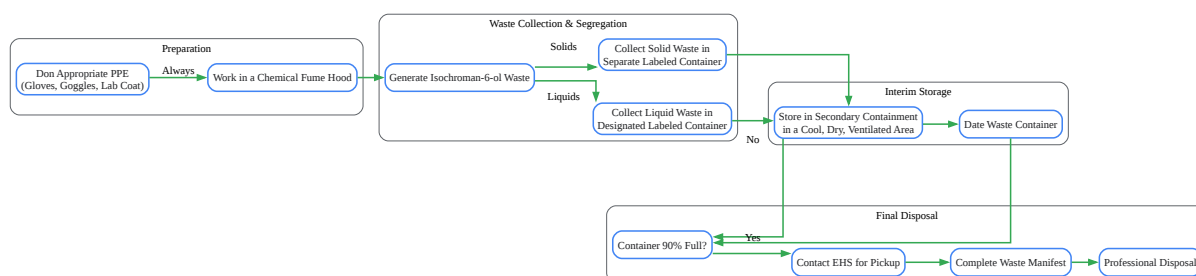 Preparation
Don Appropriate PPE
(Gloves, Goggles, Lab Coat)
Always
Work in a Chemical Fume Hood
Waste Collection & Segregation
Generate Isochroman-6-ol Waste
Solids
Liquids
Collect Solid Waste in
Separate Labeled Container
Collect Liquid Waste in
Designated Labeled Container
No
Interim Storage
Store in Secondary Containment
in a Cool, Dry, Ventilated Area
Date Waste Container
Final Disposal
Container 90% Full?
Yes
Contact EHS for Pickup
Complete Waste Manifest
Professional Disposal